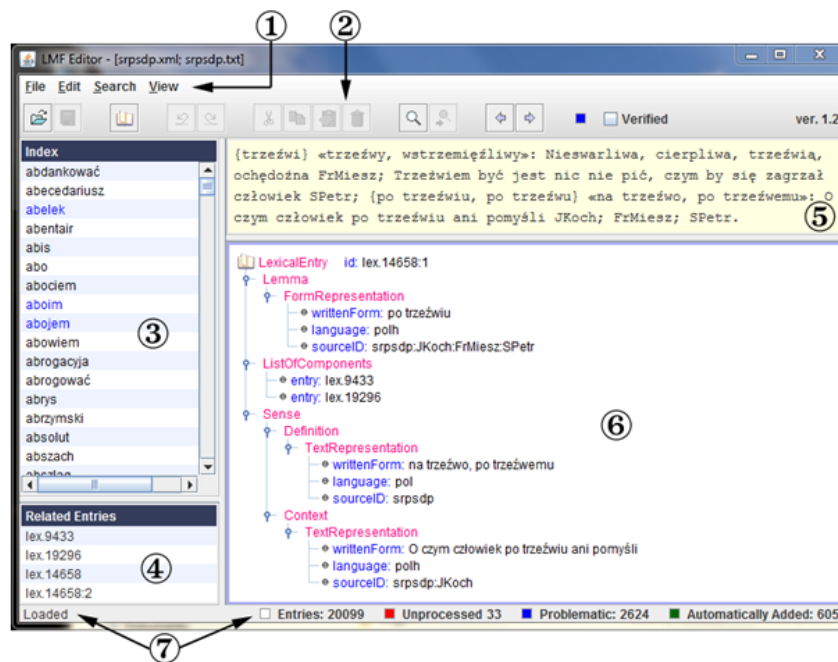 ① ②
LMF Editor - [srpsdp.xml; srpsdp.txt]
File Edit Search View
Verified ver. 1.2
Index
abdankować
abecedariusz
abelek
abentair
abis
abo
abociem
aboim
abojem
abowiem
abrogacyja
abrogować
abrys
abrzymski
absolut
abszach
abszlag
③
Related Entries
lex.9433
lex.19296
lex.14658
lex.14658:2
④
{trzeźwi} «trzeźwy, wstrzemięźliwy»: Nieswarliwa, cierpliwa, trzeźwią,
ochędożna FrMiesz; Trzeźwiem być jest nic nie pić, czym by się zagrzał
człowiek SPetr; {po trzeźwiu, po trzeźwu} «na trzeźwo, po trzeźwemu»: O
czym człowiek po trzeźwiu ani pomyśli JKoch; FrMiesz; SPetr.
⑤
LexicalEntry id: lex.14658:1
Lemma
FormRepresentation
writtenForm: po trzeźwiu
language: polh
sourceID: srpsdp:JKoch:FrMiesz:SPetr
ListOfComponents
entry: lex.9433
entry: lex.19296
Sense
Definition
TextRepresentation
writtenForm: na trzeźwo, po trzeźwemu
language: pol
sourceID: srpsdp
Context
TextRepresentation
writtenForm: O czym człowiek po trzeźwiu ani pomyśli
language: polh
sourceID: srpsdp:JKoch
⑥
Loaded Entries: 20099 Unprocessed 33 Problematic: 2624 Automatically Added: 605
⑦